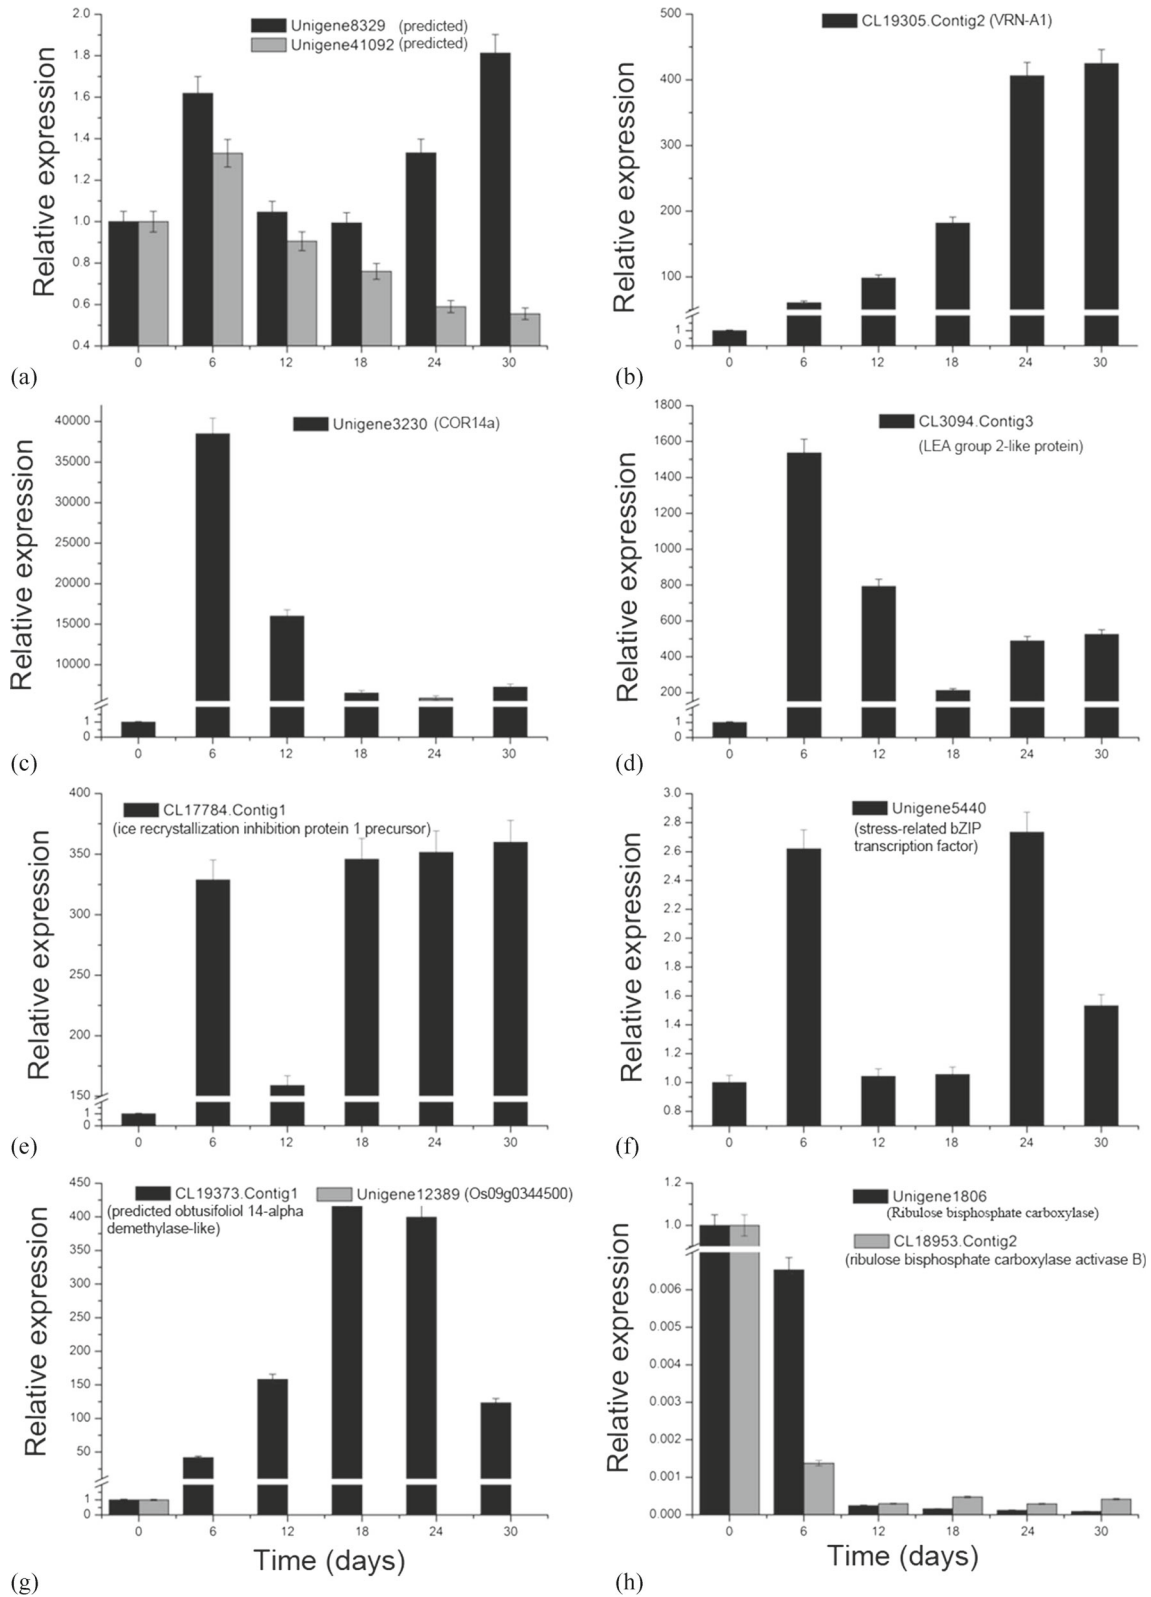 2.0
1.8
1.6
1.4
1.2
1.0
0.8
0.6
0.4
Relative expression
Unigene8329 (predicted)
Unigene41092 (predicted)
0 6 12 18 24 30
(a)
500
400
300
200
100
1
0
Relative expression
CL19305.Contig2 (VRN-A1)
0 6 12 18 24 30
(b)
40000
35000
30000
25000
20000
15000
10000
1
0
Relative expression
Unigene3230 (COR14a)
0 6 12 18 24 30
(c)
1800
1600
1400
1200
1000
800
600
400
200
1
0
Relative expression
CL3094.Contig3
(LEA group 2-like protein)
0 6 12 18 24 30
(d)
400
350
300
250
200
150
1
0
Relative expression
CL17784.Contig1
(ice recrystallization inhibition protein 1 precursor)
0 6 12 18 24 30
(e)
3.0
2.8
2.6
2.4
2.2
2.0
1.8
1.6
1.4
1.2
1.0
0.8
Relative expression
Unigene5440
(stress-related bZIP
transcription factor)
0 6 12 18 24 30
(f)
450
400
350
300
250
200
150
100
50
1
0
Relative expression
CL19373.Contig1 Unigene12389 (Os09g0344500)
(predicted obtusifoliol 14-alpha
demethylase-like)
0 6 12 18 24 30
Time (days)
(g)
1.2
1.0
0.006
0.005
0.004
0.003
0.002
0.001
0.000
Relative expression
Unigene1806
(Ribulose bisphosphate carboxylase)
CL18953.Contig2
(ribulose bisphosphate carboxylase activase B)
0 6 12 18 24 30
Time (days)
(h)